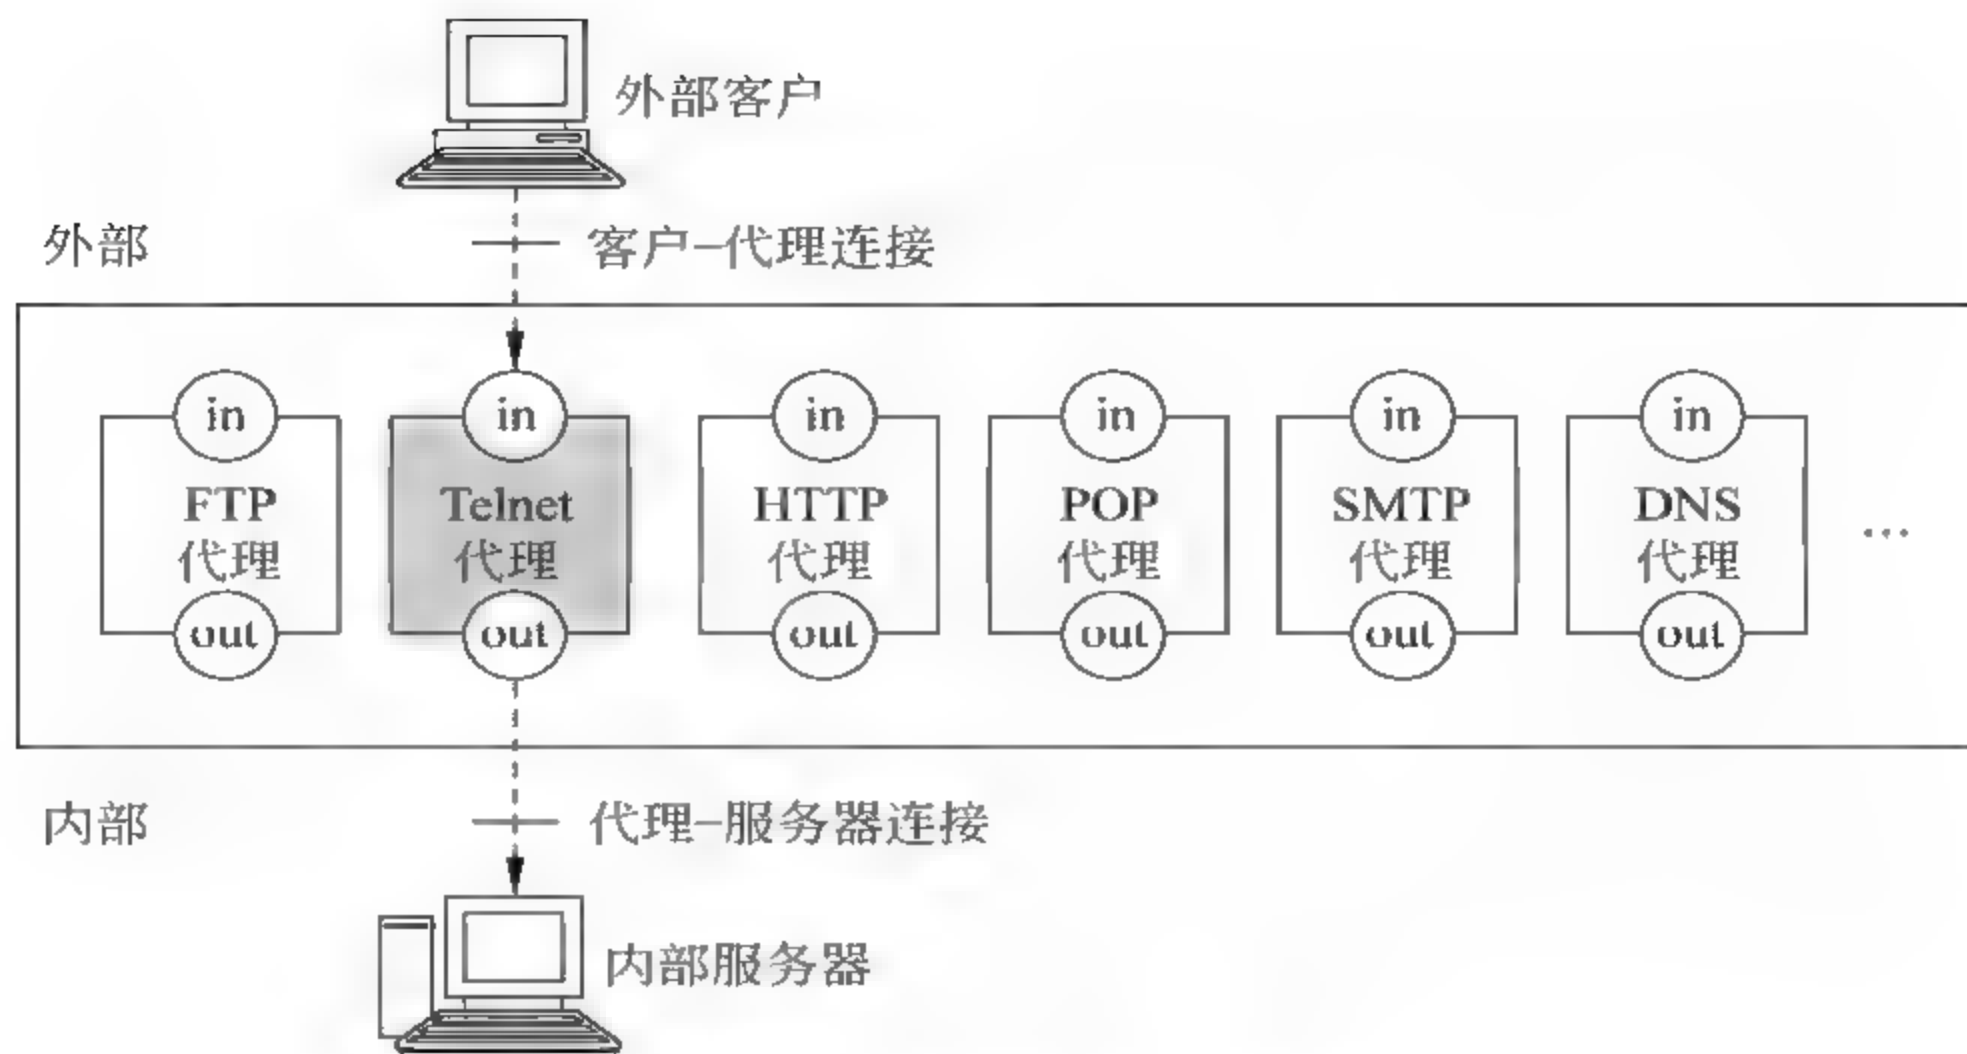 外部客户
外部
客户-代理连接
in in in in in in
FTP Telnet HTTP POP SMTP DNS
代理 代理 代理 代理 代理 代理 …
out out out out out out
内部
代理-服务器连接
内部服务器